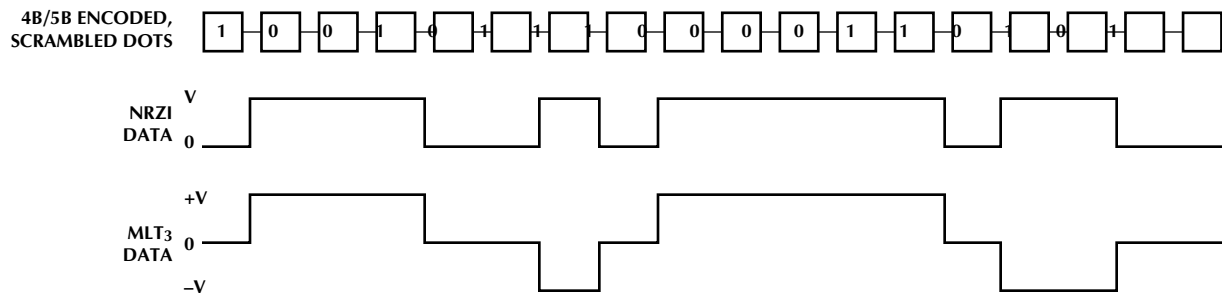 4B/5B ENCODED,
SCRAMBLED DOTS
1 0 0 1 0 1 1 1 0 0 0 0 1 1 0 1 0 1
V
NRZI
DATA
0
+V
MLT3
DATA
0
–V